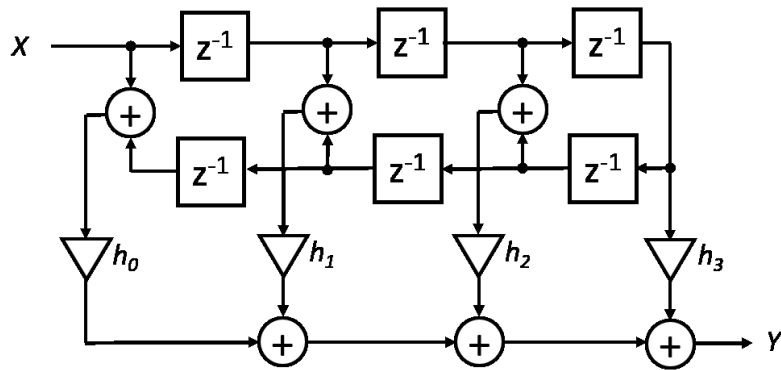 X z⁻¹ z⁻¹ z⁻¹
+ + +
z⁻¹ z⁻¹ z⁻¹
h₀ h₁ h₂ h₃
+ + + Y